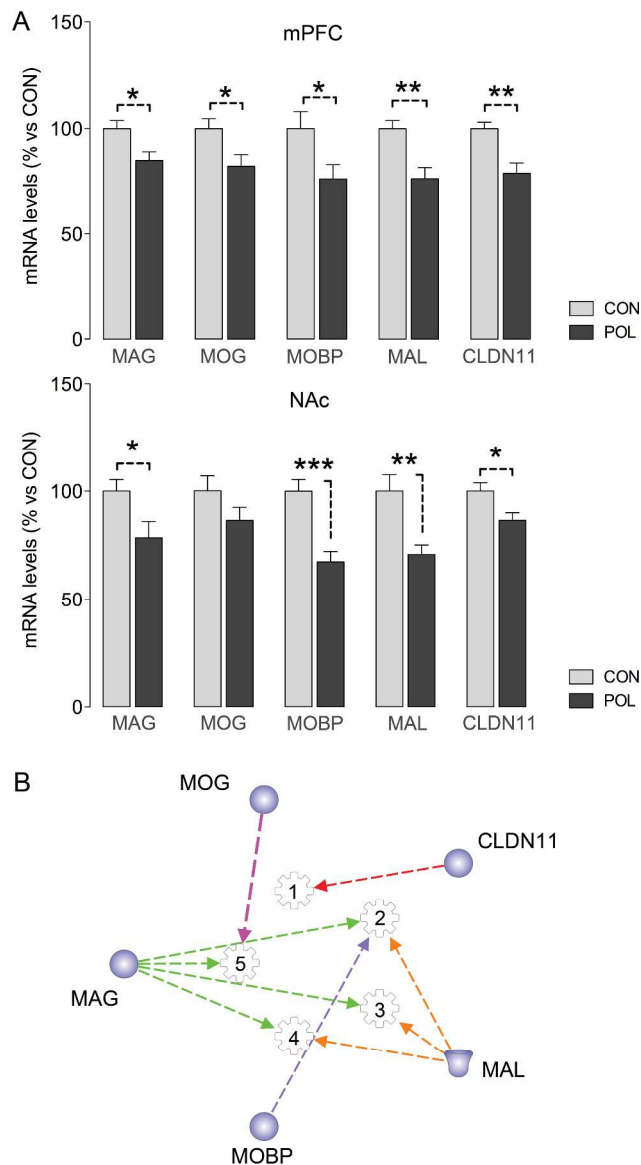 A
mPFC
mRNA levels (% vs CON)
150
100
50
0
* * * ** **
MAG MOG MOBP MAL CLDN11
CON
POL
NAc
mRNA levels (% vs CON)
150
100
50
0
* *** ** *
MAG MOG MOBP MAL CLDN11
CON
POL
B
MOG
CLDN11
1
2
5
MAG
3
4
MAL
MOBP